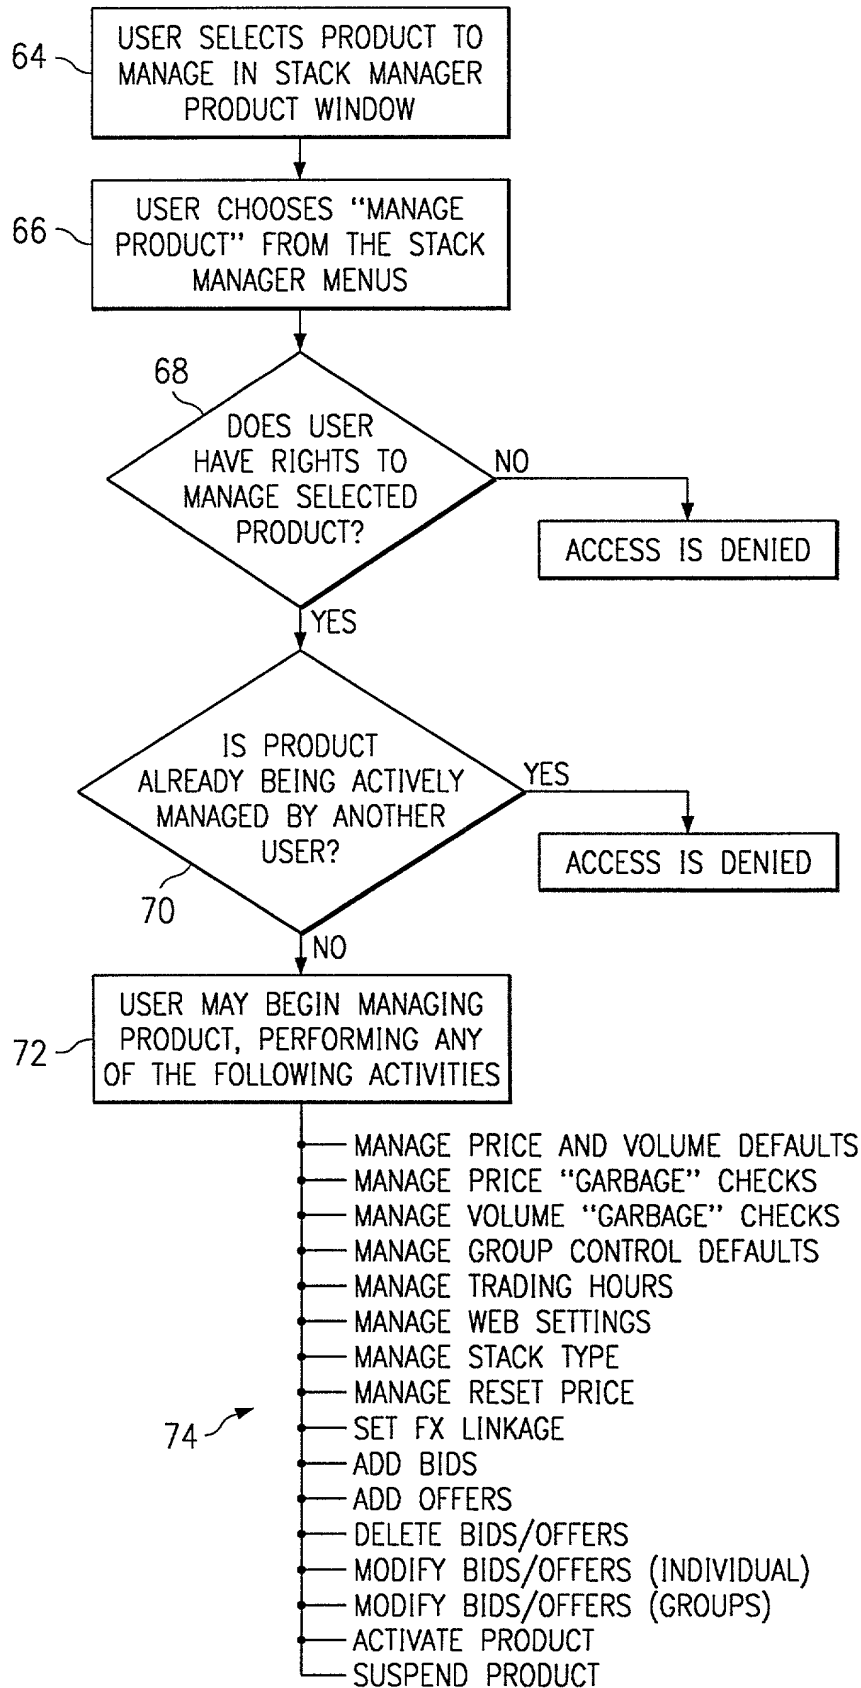 64
USER SELECTS PRODUCT TO
MANAGE IN STACK MANAGER
PRODUCT WINDOW
66
USER CHOOSES “MANAGE
PRODUCT” FROM THE STACK
MANAGER MENUS
68
DOES USER
HAVE RIGHTS TO
MANAGE SELECTED
PRODUCT?
NO
ACCESS IS DENIED
YES
IS PRODUCT
ALREADY BEING ACTIVELY
MANAGED BY ANOTHER
USER?
YES
ACCESS IS DENIED
70
NO
72
USER MAY BEGIN MANAGING
PRODUCT, PERFORMING ANY
OF THE FOLLOWING ACTIVITIES
74
MANAGE PRICE AND VOLUME DEFAULTS
MANAGE PRICE “GARBAGE” CHECKS
MANAGE VOLUME “GARBAGE” CHECKS
MANAGE GROUP CONTROL DEFAULTS
MANAGE TRADING HOURS
MANAGE WEB SETTINGS
MANAGE STACK TYPE
MANAGE RESET PRICE
SET FX LINKAGE
ADD BIDS
ADD OFFERS
DELETE BIDS/OFFERS
MODIFY BIDS/OFFERS (INDIVIDUAL)
MODIFY BIDS/OFFERS (GROUPS)
ACTIVATE PRODUCT
SUSPEND PRODUCT